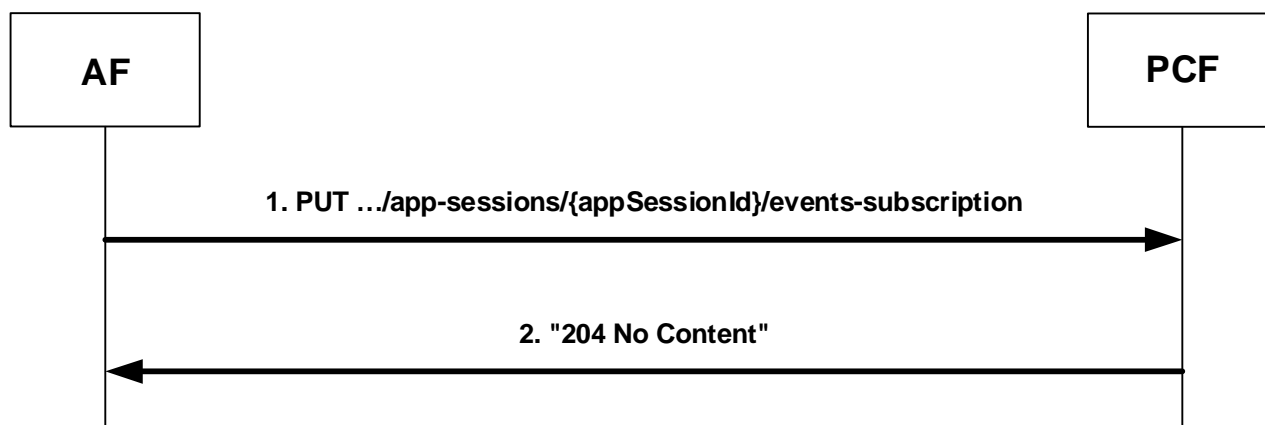 AF
PCF
1. PUT …/app-sessions/{appSessionId}/events-subscription
2. "204 No Content"